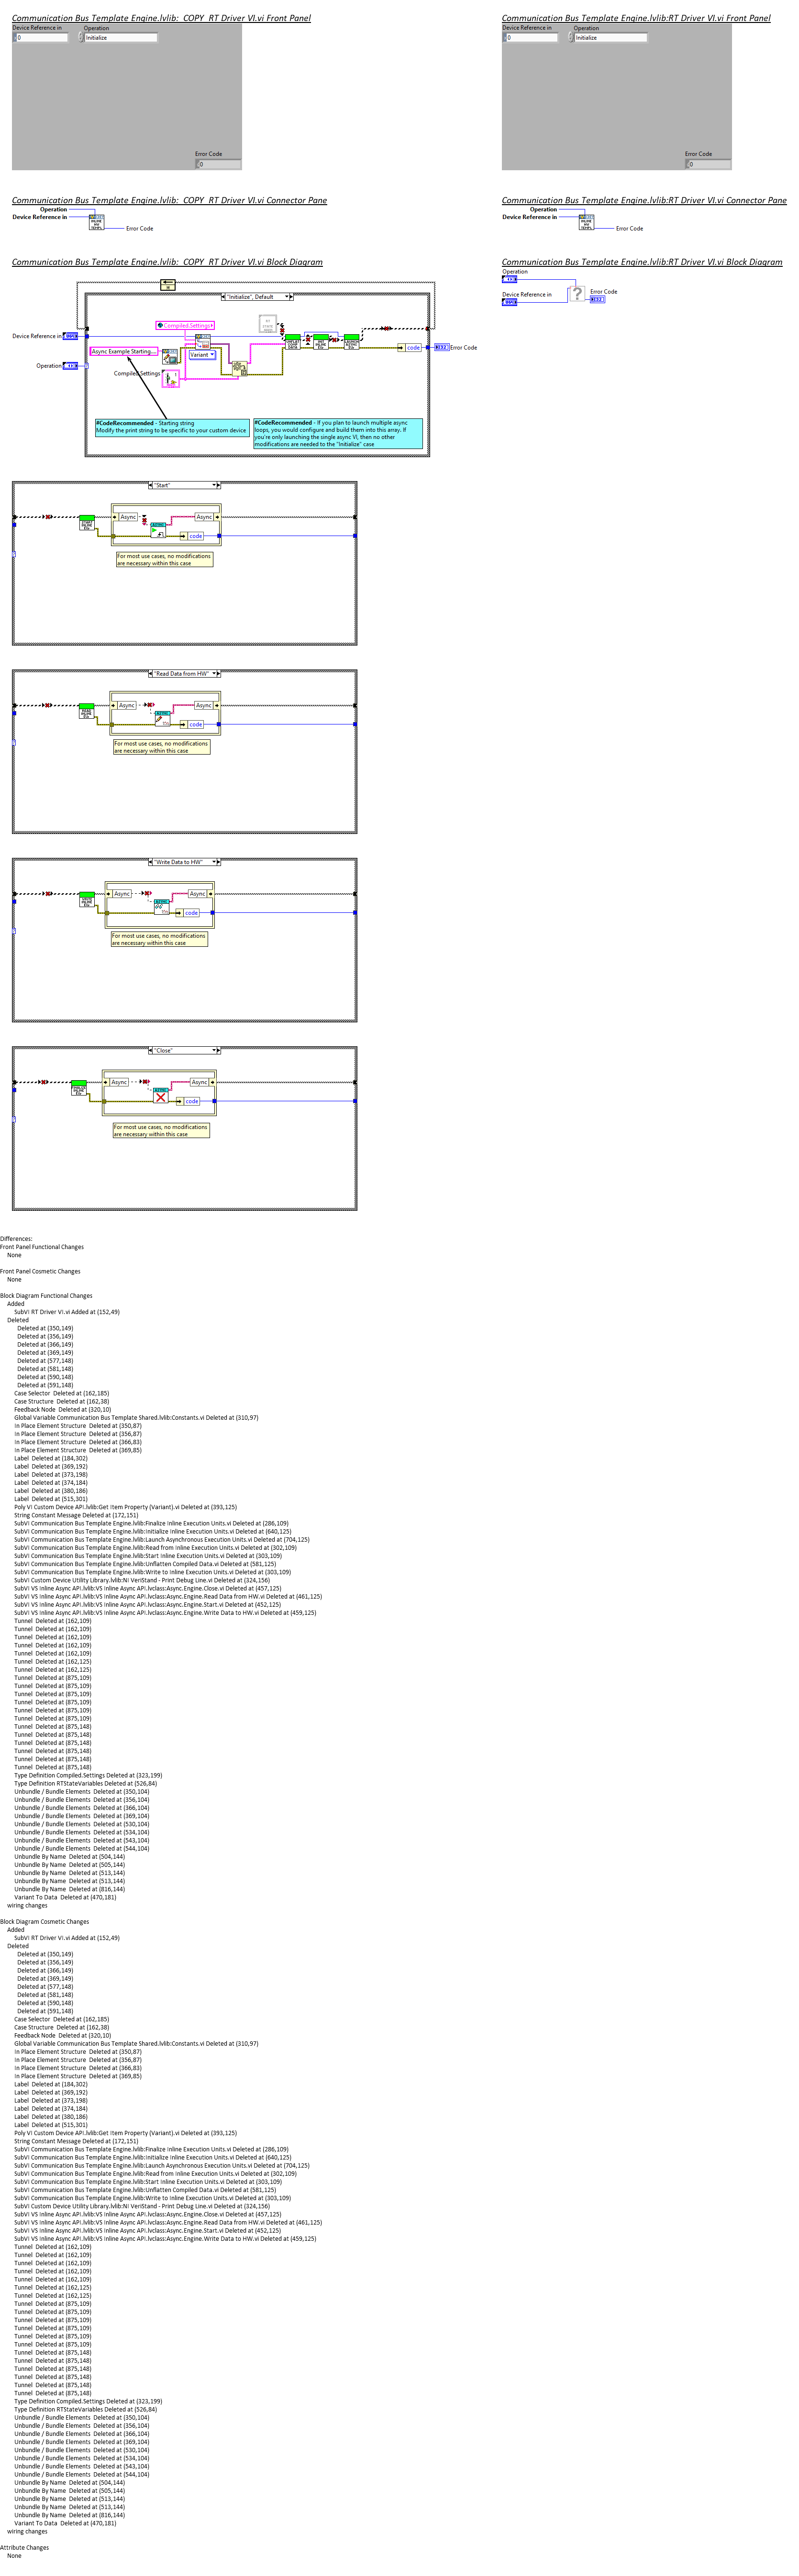 Communication Bus Template Engine.lvlib:_COPY_RT Driver VI.vi Front Panel
Device Reference in
Operation
0
Initialize
Error Code
0
Communication Bus Template Engine.lvlib:RT Driver VI.vi Front Panel
Device Reference in
Operation
0
Initialize
Error Code
0
Communication Bus Template Engine.lvlib:_COPY_RT Driver VI.vi Connector Pane
Operation
Device Reference in
Error Code
Communication Bus Template Engine.lvlib:RT Driver VI.vi Connector Pane
Operation
Device Reference in
Error Code
Communication Bus Template Engine.lvlib:_COPY_RT Driver VI.vi Block Diagram
"Initialize", Default
Compiled.Settings
Device Reference in
Async Example Starting...
Variant
code
Error Code
Operation
Compiled.Settings
#CodeRecommended - Starting string
Modify the print string to be specific to your custom device
#CodeRecommended - If you plan to launch multiple async
loops, you would configure and build them into this array. If
you're only launching the single async VI, then no other
modifications are needed to the "Initialize" case
Communication Bus Template Engine.lvlib:RT Driver VI.vi Block Diagram
Operation
Device Reference in
?
Error Code
"Start"
Async
Async
code
For most use cases, no modifications
are necessary within this case
"Read Data from HW"
Async
Async
code
For most use cases, no modifications
are necessary within this case
"Write Data to HW"
Async
Async
code
For most use cases, no modifications
are necessary within this case
"Close"
Async
Async
code
For most use cases, no modifications
are necessary within this case
Differences:
Front Panel Functional Changes
None
Front Panel Cosmetic Changes
None
Block Diagram Functional Changes
Added
SubVI RT Driver VI.vi Added at (152,49)
Deleted
Deleted at (350,149)
Deleted at (356,149)
Deleted at (366,149)
Deleted at (369,149)
Deleted at (577,148)
Deleted at (581,148)
Deleted at (590,148)
Deleted at (591,148)
Case Selector  Deleted at (162,185)
Case Structure  Deleted at (162,38)
Feedback Node  Deleted at (320,10)
Global Variable Communication Bus Template Shared.lvlib:Constants.vi Deleted at (310,97)
In Place Element Structure  Deleted at (350,87)
In Place Element Structure  Deleted at (356,87)
In Place Element Structure  Deleted at (366,83)
In Place Element Structure  Deleted at (369,85)
Label  Deleted at (184,302)
Label  Deleted at (369,192)
Label  Deleted at (373,198)
Label  Deleted at (374,184)
Label  Deleted at (380,186)
Label  Deleted at (515,301)
Poly VI Custom Device API.lvlib:Get Item Property (Variant).vi Deleted at (393,125)
String Constant Message Deleted at (172,151)
SubVI Communication Bus Template Engine.lvlib:Finalize Inline Execution Units.vi Deleted at (286,109)
SubVI Communication Bus Template Engine.lvlib:Initialize Inline Execution Units.vi Deleted at (640,125)
SubVI Communication Bus Template Engine.lvlib:Launch Asynchronous Execution Units.vi Deleted at (704,125)
SubVI Communication Bus Template Engine.lvlib:Read from Inline Execution Units.vi Deleted at (302,109)
SubVI Communication Bus Template Engine.lvlib:Start Inline Execution Units.vi Deleted at (303,109)
SubVI Communication Bus Template Engine.lvlib:Unflatten Compiled Data.vi Deleted at (581,125)
SubVI Communication Bus Template Engine.lvlib:Write to Inline Execution Units.vi Deleted at (303,109)
SubVI Custom Device Utility Library.lvlib:NI VeriStand - Print Debug Line.vi Deleted at (324,156)
SubVI VS Inline Async API.lvlib:VS Inline Async API.lvclass:Async.Engine.Close.vi Deleted at (457,125)
SubVI VS Inline Async API.lvlib:VS Inline Async API.lvclass:Async.Engine.Read Data from HW.vi Deleted at (461,125)
SubVI VS Inline Async API.lvlib:VS Inline Async API.lvclass:Async.Engine.Start.vi Deleted at (452,125)
SubVI VS Inline Async API.lvlib:VS Inline Async API.lvclass:Async.Engine.Write Data to HW.vi Deleted at (459,125)
Tunnel  Deleted at (162,109)
Tunnel  Deleted at (162,109)
Tunnel  Deleted at (162,109)
Tunnel  Deleted at (162,109)
Tunnel  Deleted at (162,109)
Tunnel  Deleted at (162,125)
Tunnel  Deleted at (162,125)
Tunnel  Deleted at (875,109)
Tunnel  Deleted at (875,109)
Tunnel  Deleted at (875,109)
Tunnel  Deleted at (875,109)
Tunnel  Deleted at (875,109)
Tunnel  Deleted at (875,109)
Tunnel  Deleted at (875,148)
Tunnel  Deleted at (875,148)
Tunnel  Deleted at (875,148)
Tunnel  Deleted at (875,148)
Tunnel  Deleted at (875,148)
Tunnel  Deleted at (875,148)
Type Definition Compiled.Settings Deleted at (323,199)
Type Definition RTStateVariables Deleted at (526,84)
Unbundle / Bundle Elements  Deleted at (350,104)
Unbundle / Bundle Elements  Deleted at (356,104)
Unbundle / Bundle Elements  Deleted at (366,104)
Unbundle / Bundle Elements  Deleted at (369,104)
Unbundle / Bundle Elements  Deleted at (530,104)
Unbundle / Bundle Elements  Deleted at (534,104)
Unbundle / Bundle Elements  Deleted at (543,104)
Unbundle / Bundle Elements  Deleted at (544,104)
Unbundle By Name  Deleted at (504,144)
Unbundle By Name  Deleted at (505,144)
Unbundle By Name  Deleted at (513,144)
Unbundle By Name  Deleted at (513,144)
Unbundle By Name  Deleted at (816,144)
Variant To Data  Deleted at (470,181)
wiring changes
Block Diagram Cosmetic Changes
Added
SubVI RT Driver VI.vi Added at (152,49)
Deleted
Deleted at (350,149)
Deleted at (356,149)
Deleted at (366,149)
Deleted at (369,149)
Deleted at (577,148)
Deleted at (581,148)
Deleted at (590,148)
Deleted at (591,148)
Case Selector  Deleted at (162,185)
Case Structure  Deleted at (162,38)
Feedback Node  Deleted at (320,10)
Global Variable Communication Bus Template Shared.lvlib:Constants.vi Deleted at (310,97)
In Place Element Structure  Deleted at (350,87)
In Place Element Structure  Deleted at (356,87)
In Place Element Structure  Deleted at (366,83)
In Place Element Structure  Deleted at (369,85)
Label  Deleted at (184,302)
Label  Deleted at (369,192)
Label  Deleted at (373,198)
Label  Deleted at (374,184)
Label  Deleted at (380,186)
Label  Deleted at (515,301)
Poly VI Custom Device API.lvlib:Get Item Property (Variant).vi Deleted at (393,125)
String Constant Message Deleted at (172,151)
SubVI Communication Bus Template Engine.lvlib:Finalize Inline Execution Units.vi Deleted at (286,109)
SubVI Communication Bus Template Engine.lvlib:Initialize Inline Execution Units.vi Deleted at (640,125)
SubVI Communication Bus Template Engine.lvlib:Launch Asynchronous Execution Units.vi Deleted at (704,125)
SubVI Communication Bus Template Engine.lvlib:Read from Inline Execution Units.vi Deleted at (302,109)
SubVI Communication Bus Template Engine.lvlib:Start Inline Execution Units.vi Deleted at (303,109)
SubVI Communication Bus Template Engine.lvlib:Unflatten Compiled Data.vi Deleted at (581,125)
SubVI Communication Bus Template Engine.lvlib:Write to Inline Execution Units.vi Deleted at (303,109)
SubVI Custom Device Utility Library.lvlib:NI VeriStand - Print Debug Line.vi Deleted at (324,156)
SubVI VS Inline Async API.lvlib:VS Inline Async API.lvclass:Async.Engine.Close.vi Deleted at (457,125)
SubVI VS Inline Async API.lvlib:VS Inline Async API.lvclass:Async.Engine.Read Data from HW.vi Deleted at (461,125)
SubVI VS Inline Async API.lvlib:VS Inline Async API.lvclass:Async.Engine.Start.vi Deleted at (452,125)
SubVI VS Inline Async API.lvlib:VS Inline Async API.lvclass:Async.Engine.Write Data to HW.vi Deleted at (459,125)
Tunnel  Deleted at (162,109)
Tunnel  Deleted at (162,109)
Tunnel  Deleted at (162,109)
Tunnel  Deleted at (162,109)
Tunnel  Deleted at (162,109)
Tunnel  Deleted at (162,125)
Tunnel  Deleted at (162,125)
Tunnel  Deleted at (875,109)
Tunnel  Deleted at (875,109)
Tunnel  Deleted at (875,109)
Tunnel  Deleted at (875,109)
Tunnel  Deleted at (875,109)
Tunnel  Deleted at (875,109)
Tunnel  Deleted at (875,148)
Tunnel  Deleted at (875,148)
Tunnel  Deleted at (875,148)
Tunnel  Deleted at (875,148)
Tunnel  Deleted at (875,148)
Tunnel  Deleted at (875,148)
Type Definition Compiled.Settings Deleted at (323,199)
Type Definition RTStateVariables Deleted at (526,84)
Unbundle / Bundle Elements  Deleted at (350,104)
Unbundle / Bundle Elements  Deleted at (356,104)
Unbundle / Bundle Elements  Deleted at (366,104)
Unbundle / Bundle Elements  Deleted at (369,104)
Unbundle / Bundle Elements  Deleted at (530,104)
Unbundle / Bundle Elements  Deleted at (534,104)
Unbundle / Bundle Elements  Deleted at (543,104)
Unbundle / Bundle Elements  Deleted at (544,104)
Unbundle By Name  Deleted at (504,144)
Unbundle By Name  Deleted at (505,144)
Unbundle By Name  Deleted at (513,144)
Unbundle By Name  Deleted at (513,144)
Unbundle By Name  Deleted at (816,144)
Variant To Data  Deleted at (470,181)
wiring changes
Attribute Changes
None